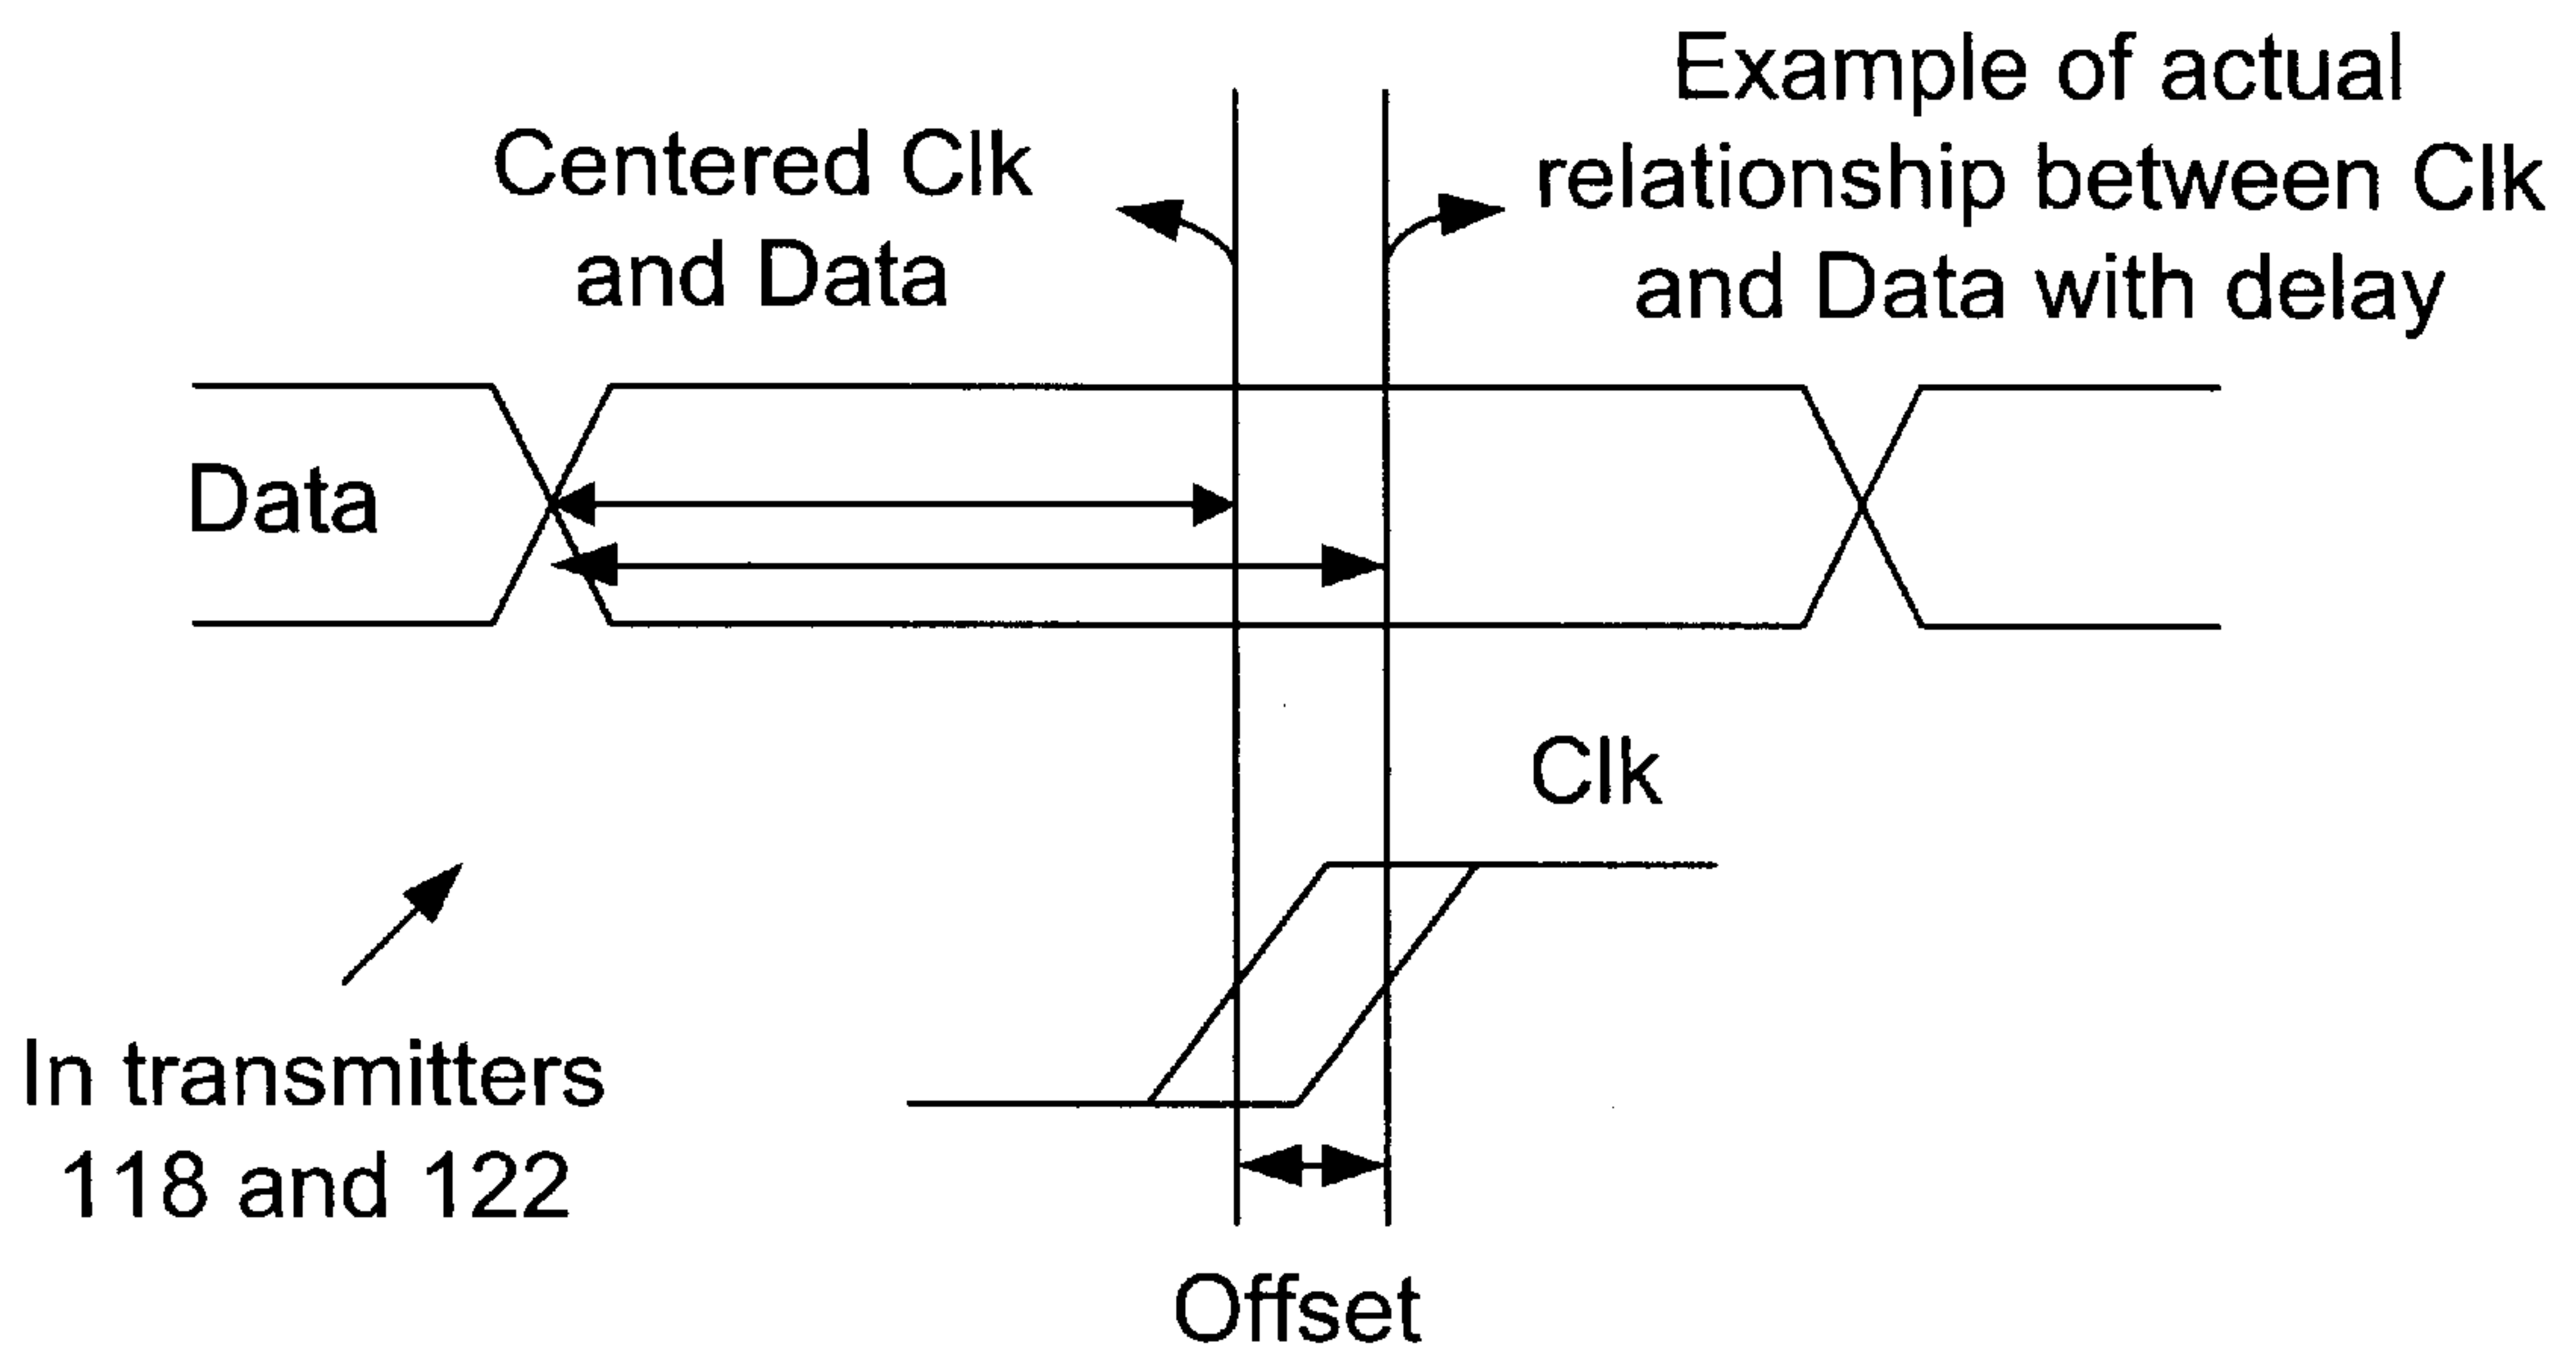 Centered Clk
and Data
Example of actual
relationship between Clk
and Data with delay
Data
Clk
In transmitters
118 and 122
Offset